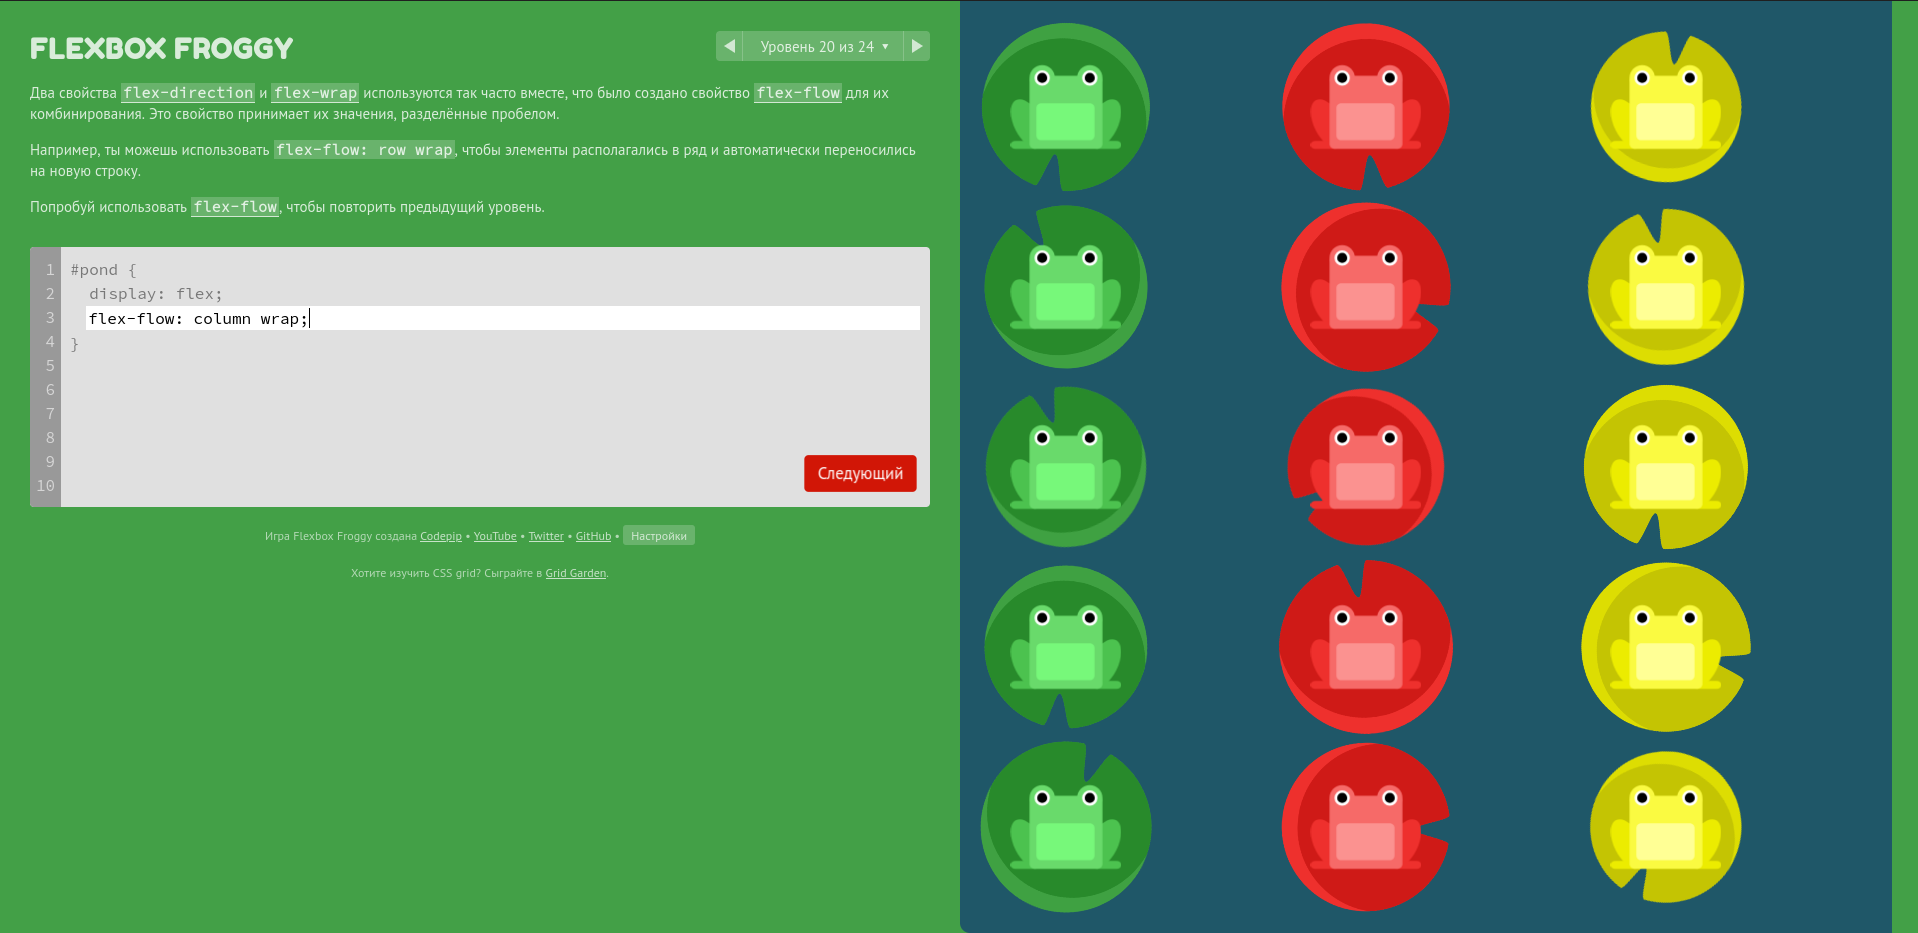 FLEXBOX FROGGY
Уровень 20 из 24 ▾
Два свойства flex-direction и flex-wrap используются так часто вместе, что было создано свойство flex-flow для их
комбинирования. Это свойство принимает их значения, разделённые пробелом.
Например, ты можешь использовать flex-flow: row wrap, чтобы элементы располагались в ряд и автоматически переносились
на новую строку.
Попробуй использовать flex-flow, чтобы повторить предыдущий уровень.
1 #pond {
2 display: flex;
3 flex-flow: column wrap;
4 }
5
6
7
8
9
10
Следующий
Игра Flexbox Froggy создана Codepip • YouTube • Twitter • GitHub • Настройки
Хотите изучить CSS grid? Сыграйте в Grid Garden.